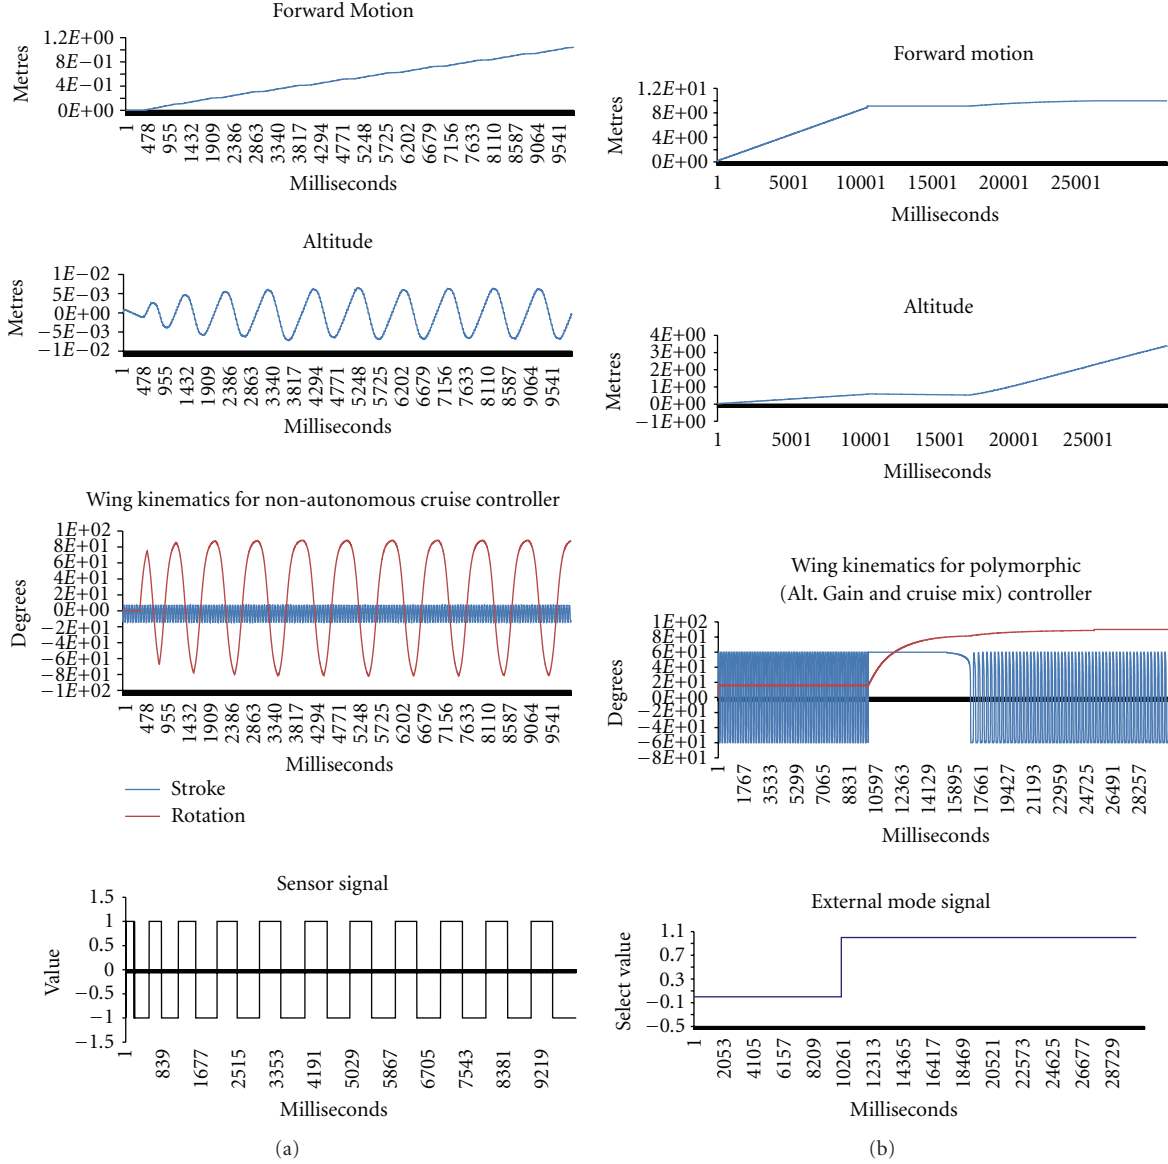 Forward Motion
1.2E+00
8E−01
4E−01
0E+00
Metres
1 478 955 1432 1909 2386 2863 3340 3817 4294 4771 5248 5725 6202 6679 7156 7633 8110 8587 9064 9541
Milliseconds
Altitude
1E−02
5E−03
0E+00
−5E−03
−1E−02
Metres
1 478 955 1432 1909 2386 2863 3340 3817 4294 4771 5248 5725 6202 6679 7156 7633 8110 8587 9064 9541
Milliseconds
Wing kinematics for non-autonomous cruise controller
1E+02
8E+01
6E+01
4E+01
2E+01
0E+00
−2E+01
−4E+01
−6E+01
−8E+01
−1E+02
Degrees
1 478 955 1432 1909 2386 2863 3340 3817 4294 4771 5248 5725 6202 6679 7156 7633 8110 8587 9064 9541
Milliseconds
Stroke
Rotation
Sensor signal
1.5
1
0.5
0
−0.5
−1
−1.5
Value
1 839 1677 2515 3353 4191 5029 5867 6705 7543 8381 9219
Milliseconds
(a)
Forward motion
1.2E+01
8E+00
4E+00
0E+00
Metres
1 5001 10001 15001 20001 25001
Milliseconds
Altitude
4E+00
3E+00
2E+00
1E+00
0E+00
−1E+00
Metres
1 5001 10001 15001 20001 25001
Milliseconds
Wing kinematics for polymorphic
(Alt. Gain and cruise mix) controller
1E+02
8E+01
6E+01
4E+01
2E+01
0E+00
−2E+01
−4E+01
−6E+01
−8E+01
Degrees
1 1767 3533 5299 7065 8831 10597 12363 14129 15895 17661 19427 21193 22959 24725 26491 28257
Milliseconds
External mode signal
1.1
0.7
0.3
−0.1
−0.5
Select value
1 2053 4105 6157 8209 10261 12313 14365 16417 18469 20521 22573 24625 26677 28729
Milliseconds
(b)